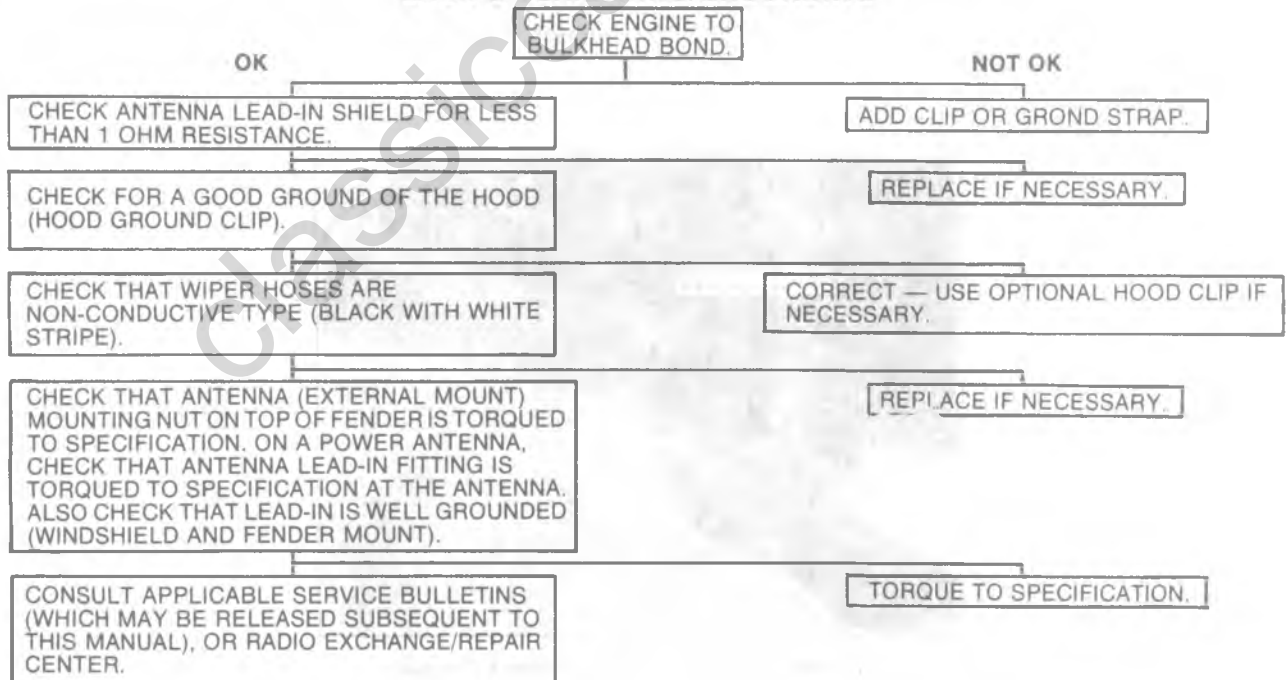 CHECK ENGINE TO
BULKHEAD BOND.
OK
NOT OK
CHECK ANTENNA LEAD-IN SHIELD FOR LESS
THAN 1 OHM RESISTANCE.
ADD CLIP OR GROND STRAP.
CHECK FOR A GOOD GROUND OF THE HOOD
(HOOD GROUND CLIP).
REPLACE IF NECESSARY.
CHECK THAT WIPER HOSES ARE
NON-CONDUCTIVE TYPE (BLACK WITH WHITE
STRIPE).
CORRECT — USE OPTIONAL HOOD CLIP IF
NECESSARY.
CHECK THAT ANTENNA (EXTERNAL MOUNT)
MOUNTING NUT ON TOP OF FENDER IS TORQUED
TO SPECIFICATION. ON A POWER ANTENNA,
CHECK THAT ANTENNA LEAD-IN FITTING IS
TORQUED TO SPECIFICATION AT THE ANTENNA.
ALSO CHECK THAT LEAD-IN IS WELL GROUNDED
(WINDSHIELD AND FENDER MOUNT).
REPLACE IF NECESSARY.
CONSULT APPLICABLE SERVICE BULLETINS
(WHICH MAY BE RELEASED SUBSEQUENT TO
THIS MANUAL), OR RADIO EXCHANGE/REPAIR
CENTER.
TORQUE TO SPECIFICATION.
classic